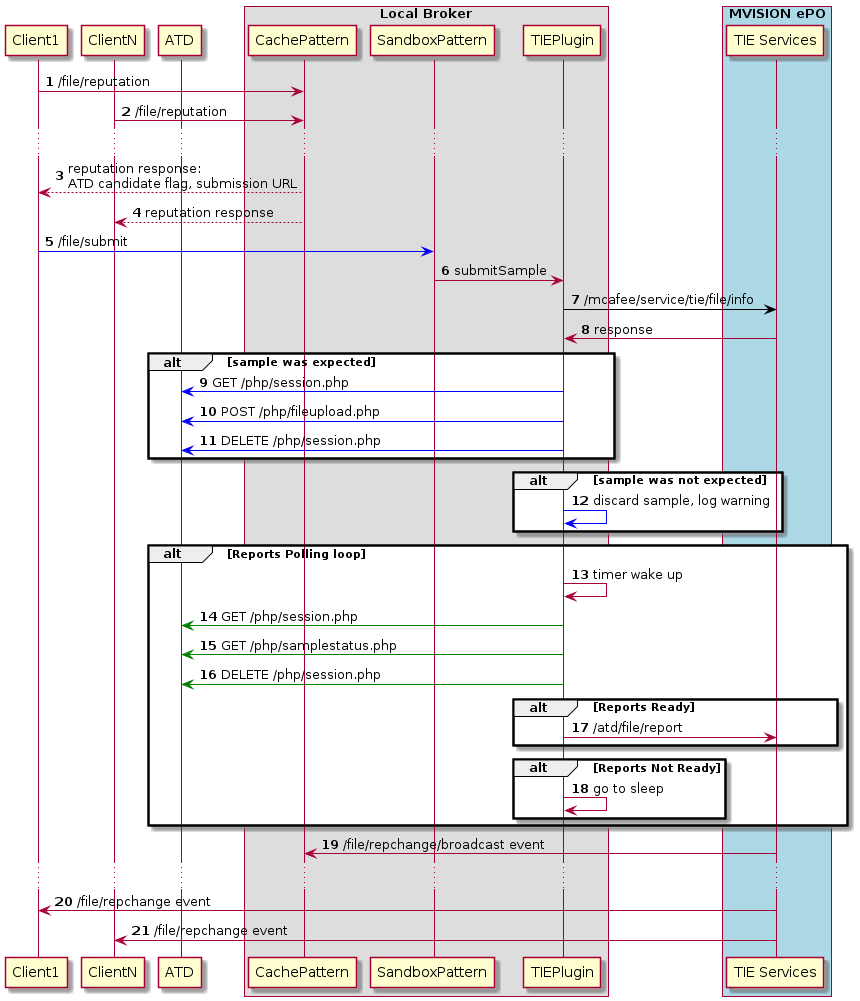 Local Broker
MVISION ePO
Client1
ClientN
ATD
CachePattern
SandboxPattern
TIEPlugin
TIE Services
1 /file/reputation
2 /file/reputation
reputation response:
3
ATD candidate flag, submission URL
4 reputation response
5 /file/submit
6 submitSample
7 /mcafee/service/tie/file/info
8 response
alt [sample was expected]
9 GET /php/session.php
10 POST /php/fileupload.php
11 DELETE /php/session.php
alt [sample was not expected]
12 discard sample, log warning
alt [Reports Polling loop]
13 timer wake up
14 GET /php/session.php
15 GET /php/samplestatus.php
16 DELETE /php/session.php
alt [Reports Ready]
17 /atd/file/report
alt [Reports Not Ready]
18 go to sleep
19 /file/repchange/broadcast event
20 /file/repchange event
21 /file/repchange event
Client1
ClientN
ATD
CachePattern
SandboxPattern
TIEPlugin
TIE Services